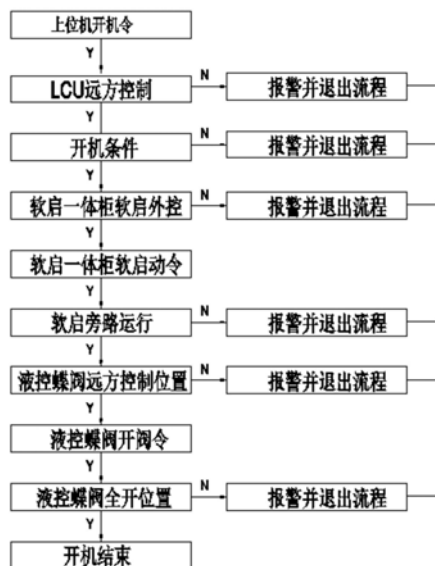 上位机开机令
Y
LCU远方控制
N
报警并退出流程
Y
开机条件
N
报警并退出流程
Y
软启一体柜软启外控
N
报警并退出流程
Y
软启一体柜软启动令
Y
软启旁路运行
N
报警并退出流程
Y
液控蝶阀远方控制位置
N
报警并退出流程
Y
液控蝶阀开阀令
Y
液控蝶阀全开位置
N
报警并退出流程
Y
开机结束